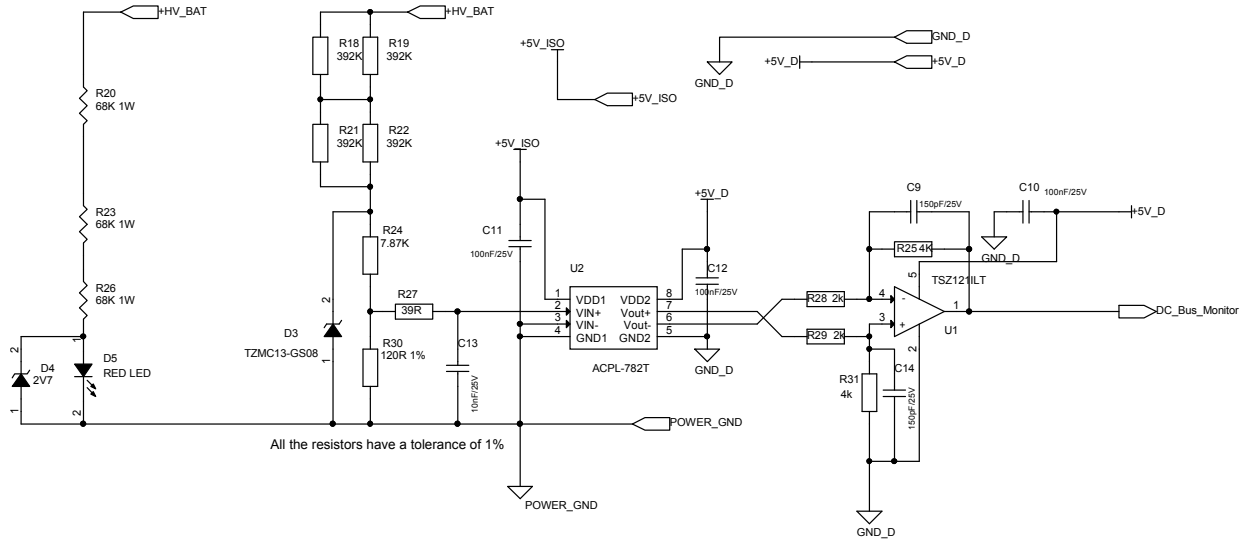 +HV_BAT
+HV_BAT
GND_D
+5V_ISO
+5V_D
+5V_D
GND_D
+5V_ISO
R18
392K
R19
392K
R20
68K 1W
R21
392K
R22
392K
+5V_ISO
+5V_D
C9
150pF/25V
C10
100nF/25V
+5V_D
R23
68K 1W
R24
7.87K
C11
100nF/25V
C12
100nF/25V
R25 4K
GND_D
TSZ121ILT
5
U2
R26
68K 1W
R27
39R
1
2
3
4
VDD1
VIN+
VIN-
GND1
VDD2
Vout+
Vout-
GND2
8
7
6
5
ACPL-782T
GND_D
R28 2k
R29 2k
4
3
-
+
1
2
U1
DC_Bus_Monitor
2
D3
TZMC13-GS08
1
R30
120R 1%
C13
10nF/25V
2
D4
2V7
1
1
D5
RED LED
2
R31
4k
C14
150pF/25V
POWER_GND
All the resistors have a tolerance of 1%
POWER_GND
GND_D